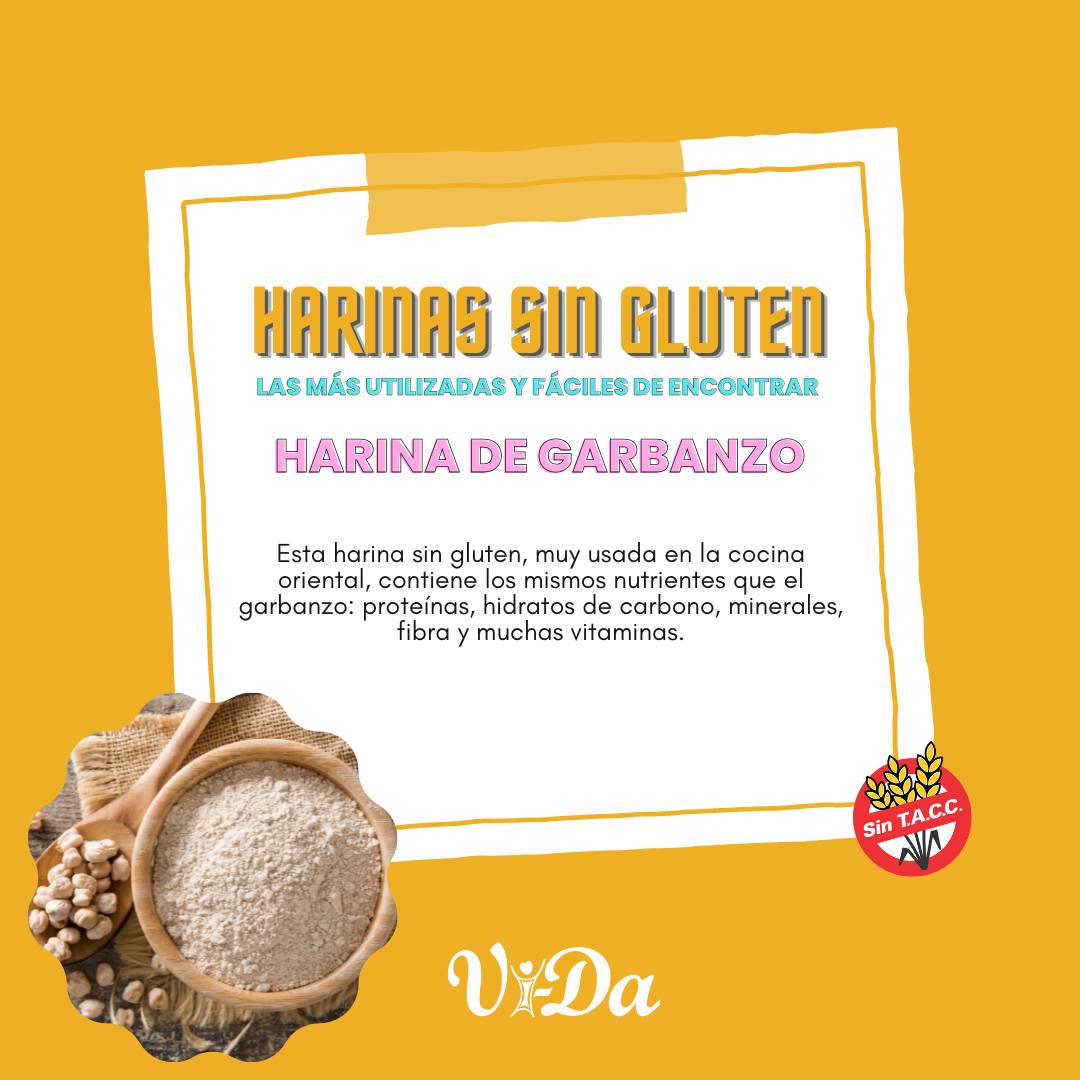 HARINAS SIN GLUTEN
LAS MÁS UTILIZADAS Y FÁCILES DE ENCONTRAR
HARINA DE GARBANZO
Esta harina sin gluten, muy usada en la cocina
oriental, contiene los mismos nutrientes que el
garbanzo: proteínas, hidratos de carbono, minerales,
fibra y muchas vitaminas.
Sin T.A.C.C.
Vi-Da